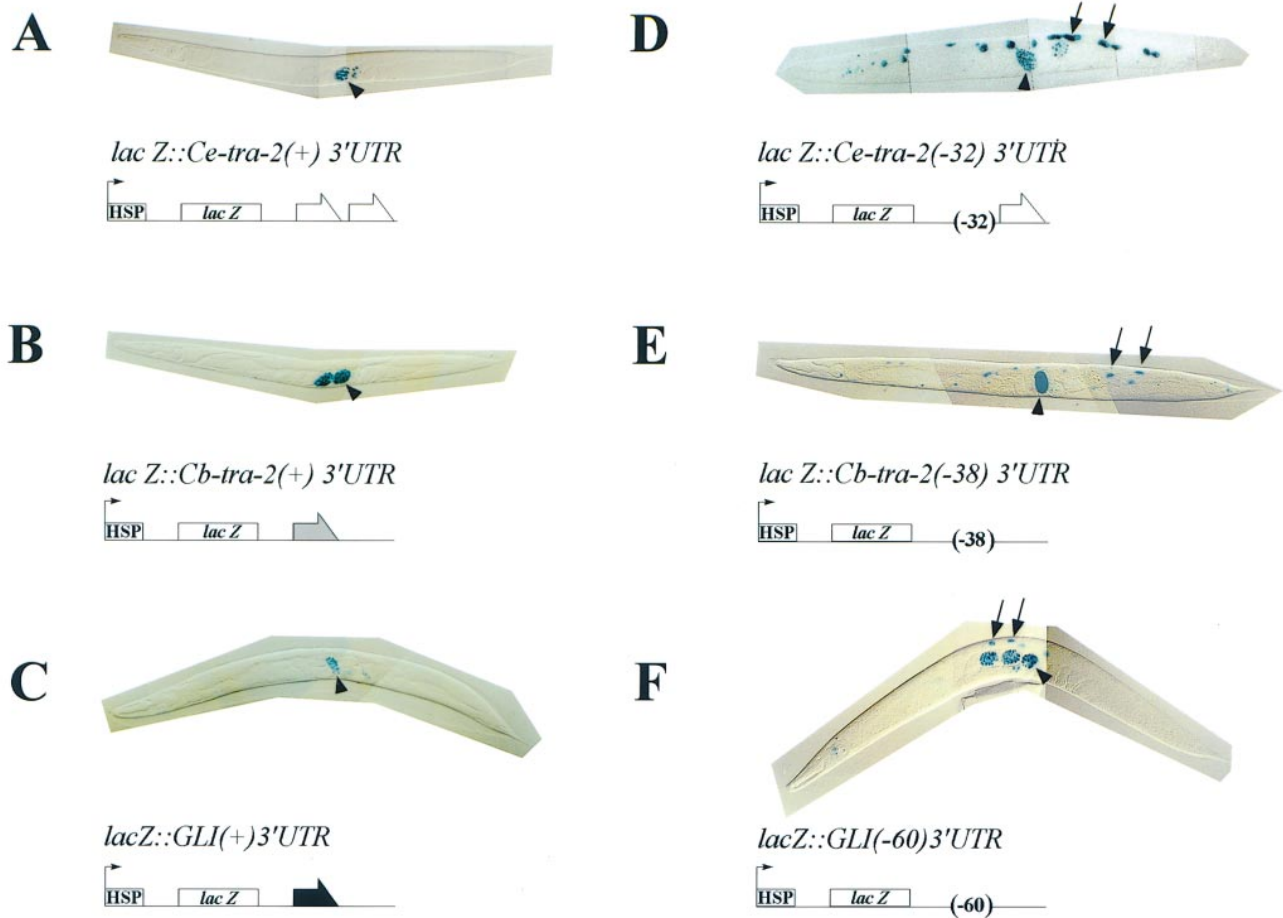 A
lac Z::Ce-tra-2(+) 3'UTR
HSP lac Z
B
lac Z::Cb-tra-2(+) 3'UTR
HSP lac Z
C
lacZ::GLI(+)3'UTR
HSP lac Z
D
lac Z::Ce-tra-2(-32) 3'UTR
HSP lac Z (-32)
E
lac Z::Cb-tra-2(-38) 3'UTR
HSP lac Z (-38)
F
lacZ::GLI(-60)3'UTR
HSP lac Z (-60)